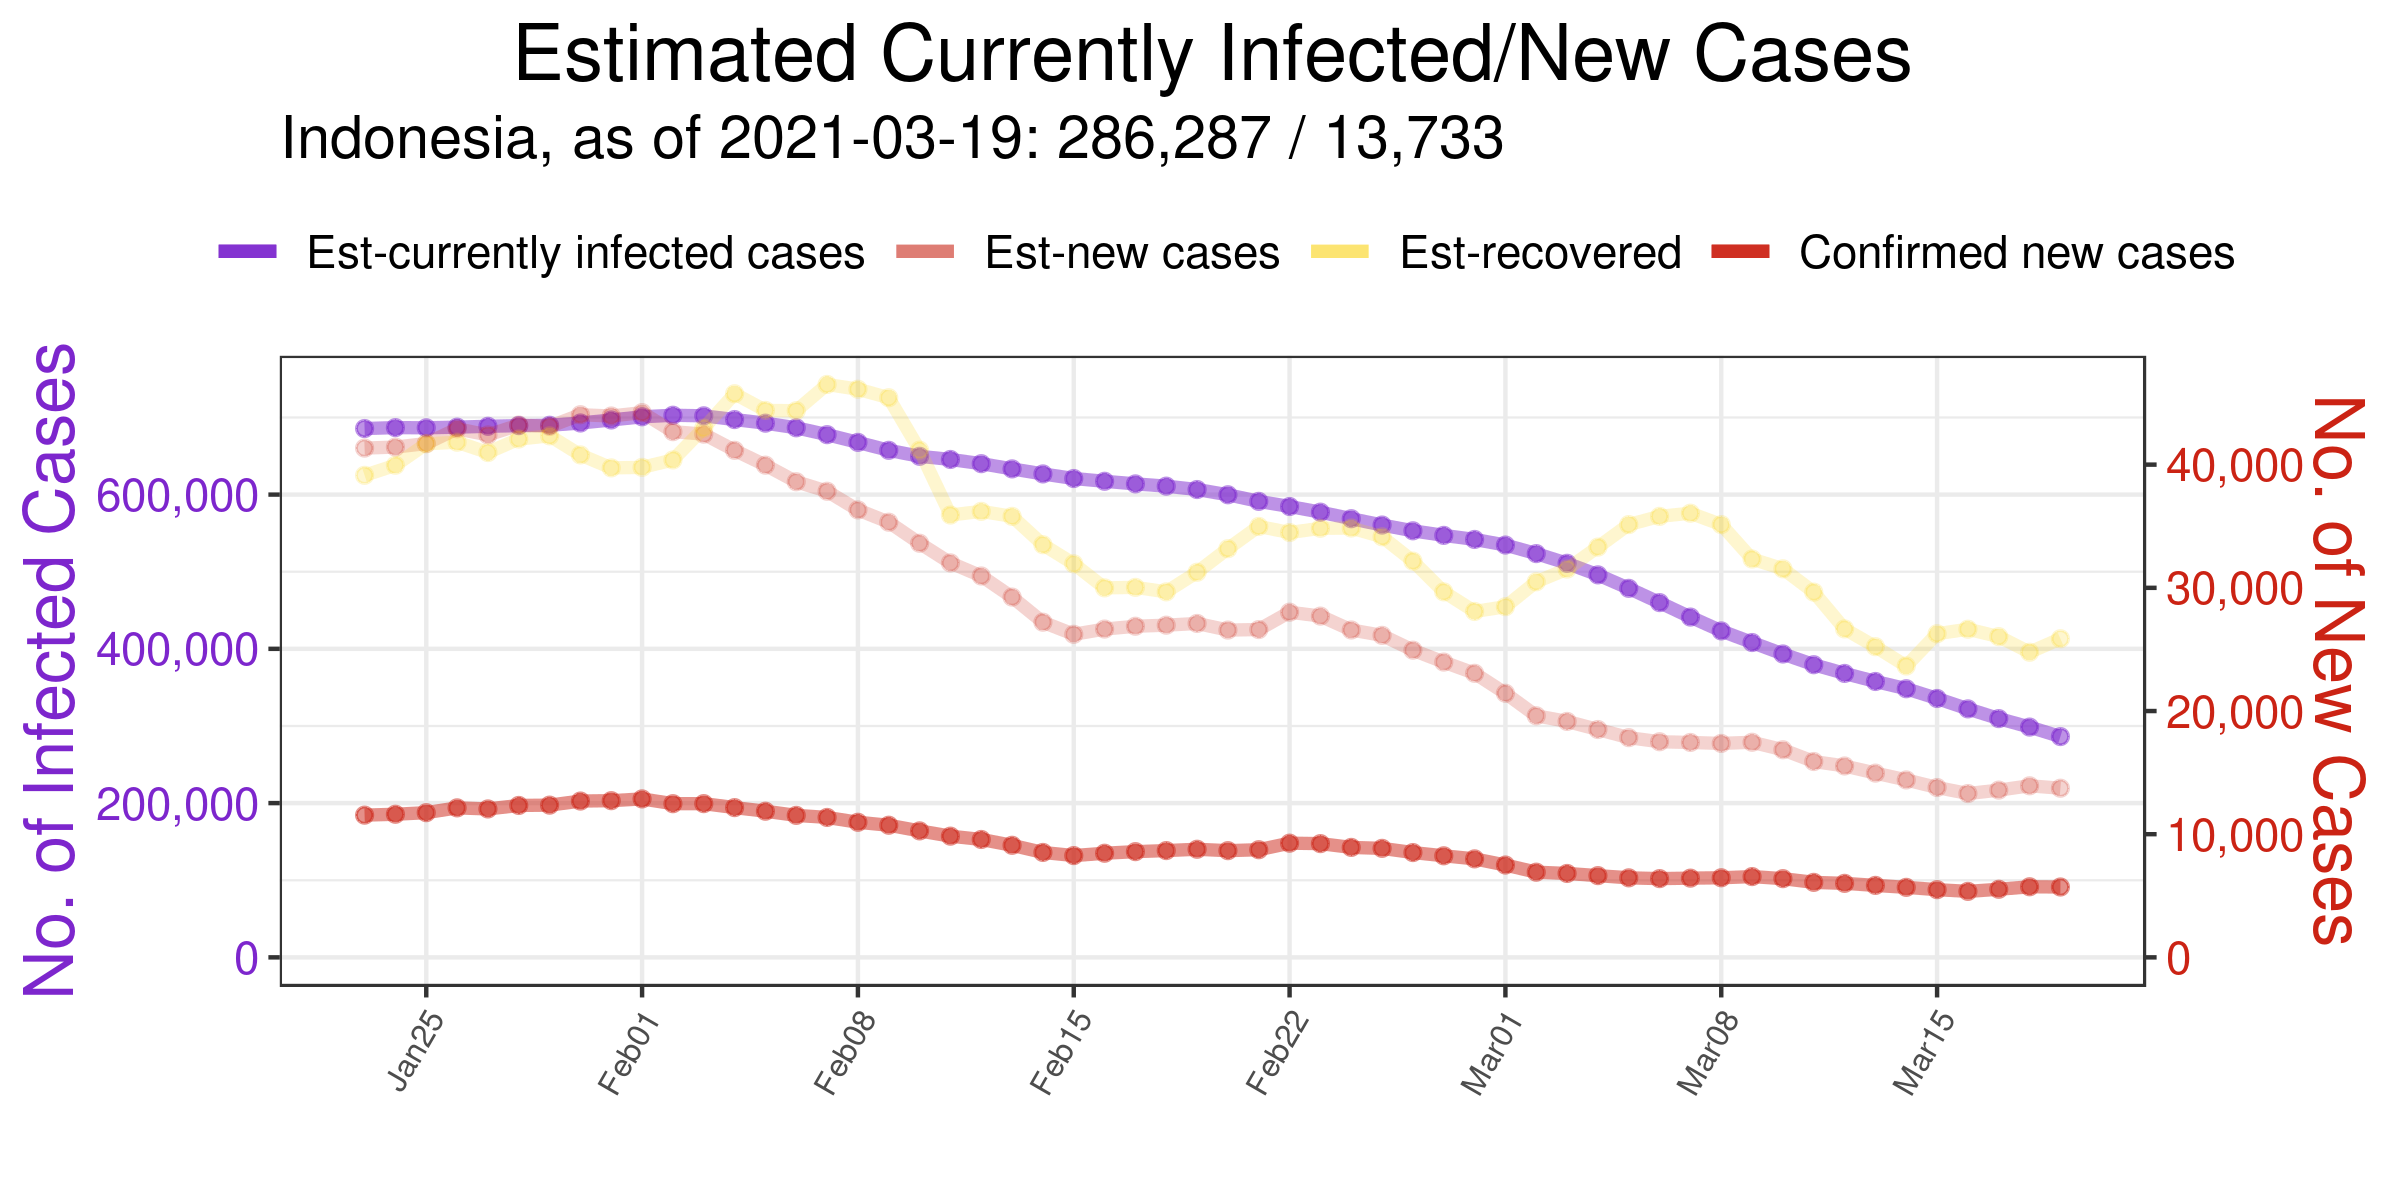 Estimated Currently Infected/New Cases
Indonesia, as of 2021-03-19: 286,287 / 13,733
Est-currently infected cases Est-new cases Est-recovered Confirmed new cases
No. of Infected Cases
600,000
400,000
200,000
0
40,000
30,000
20,000
10,000
0
No. of New Cases
Jan25 Feb01 Feb08 Feb15 Feb22 Mar01 Mar08 Mar15